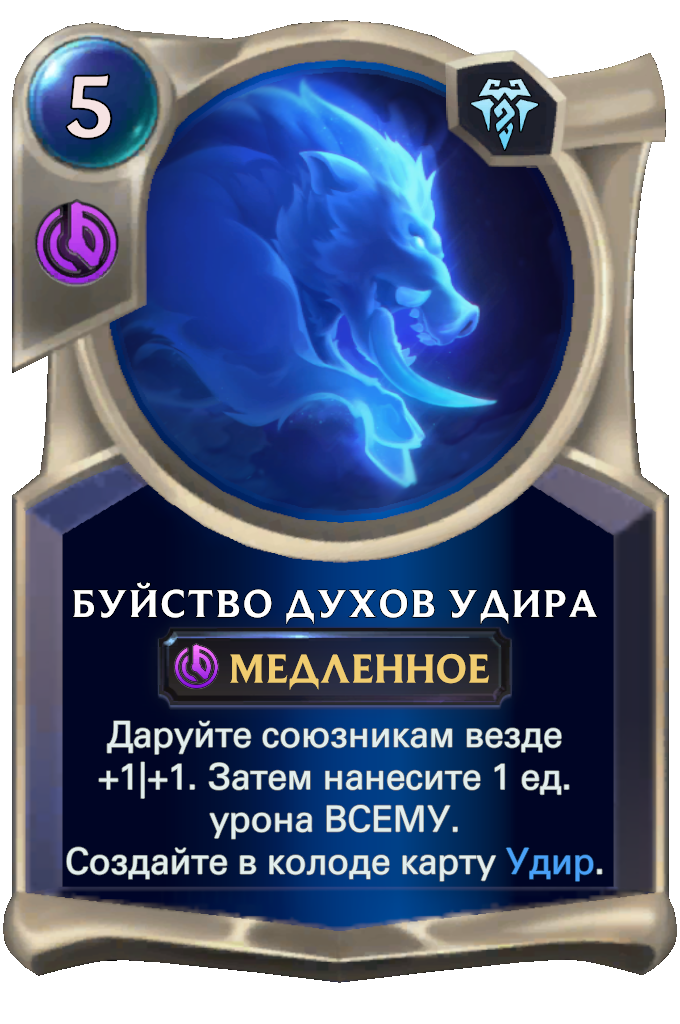 5
БУЙСТВО ДУХОВ УДИРА
МЕДЛЕННОЕ
Даруйте союзникам везде
+1|+1. Затем нанесите 1 ед.
урона ВСЕМУ.
Создайте в колоде карту Удир.